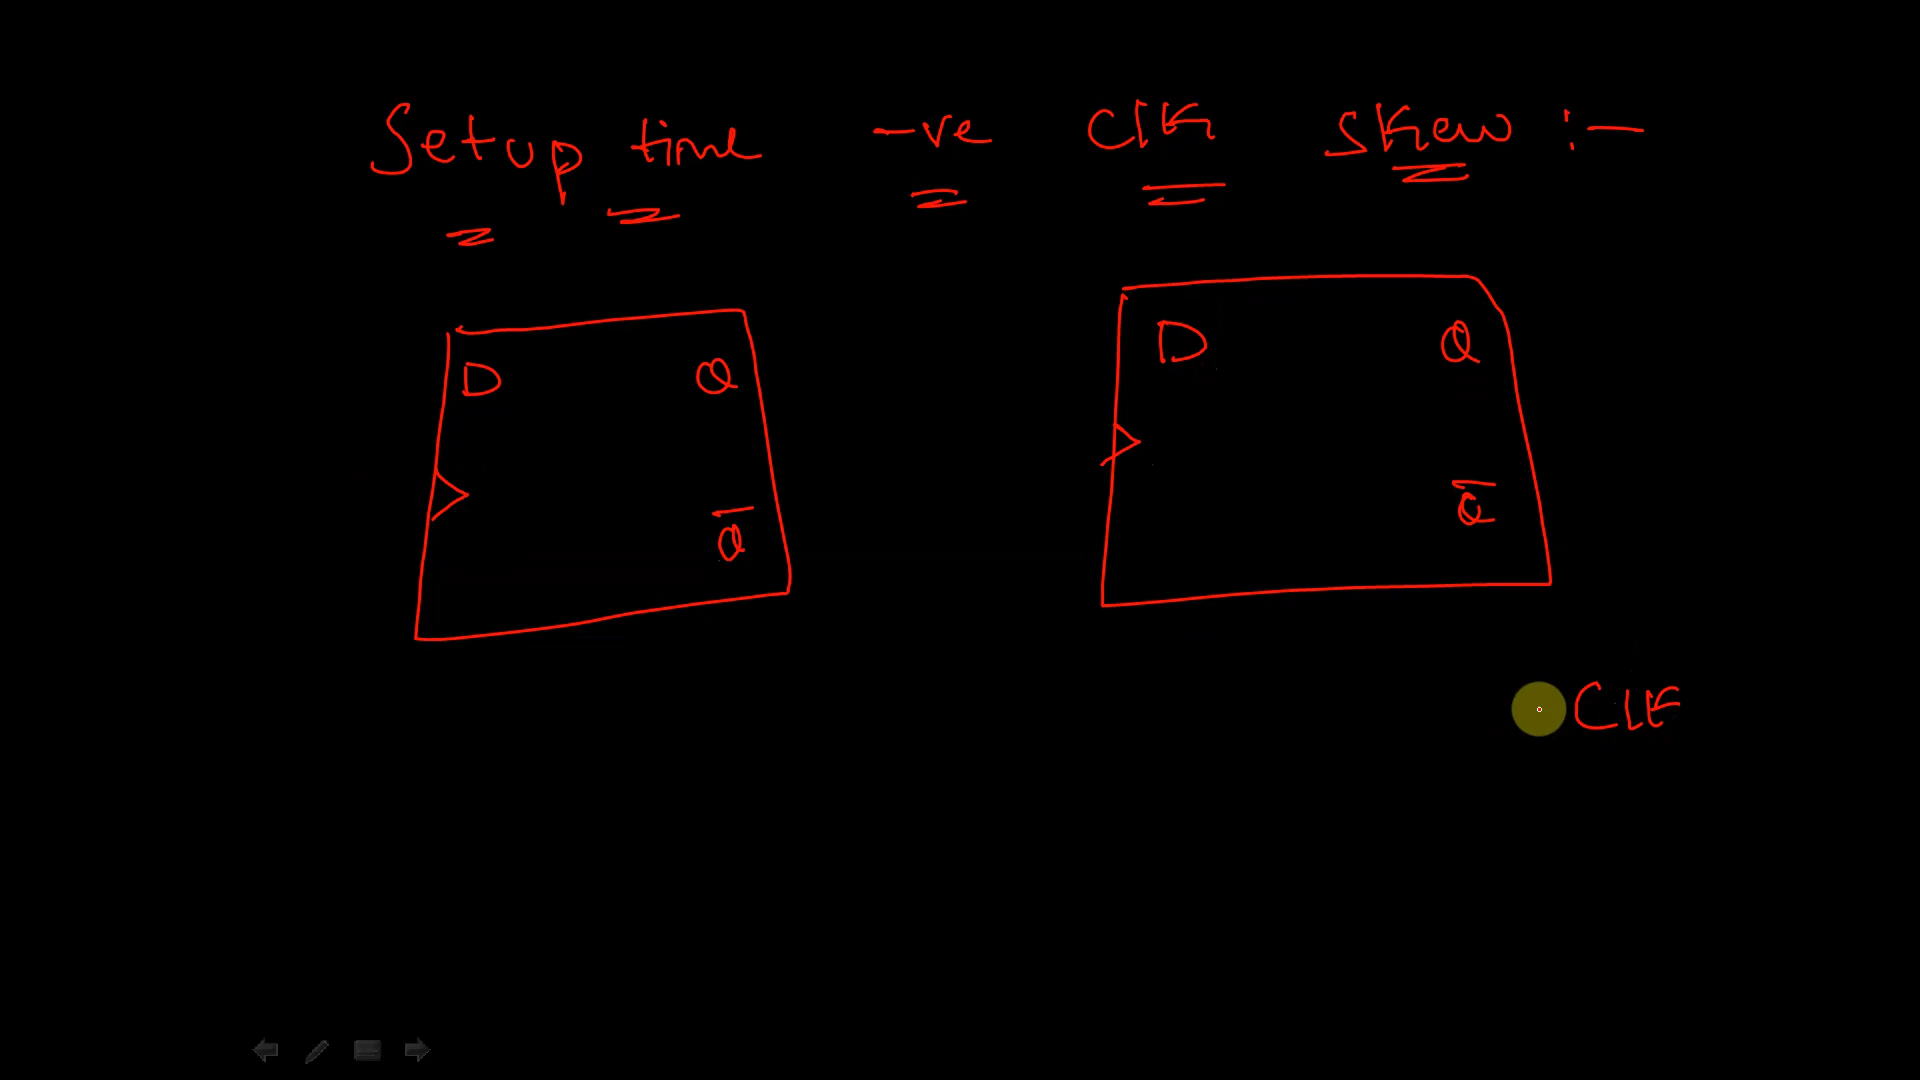 Setup time -ve Clk Skew :-
D Q
D Q
Q̅
Q̅
Clk